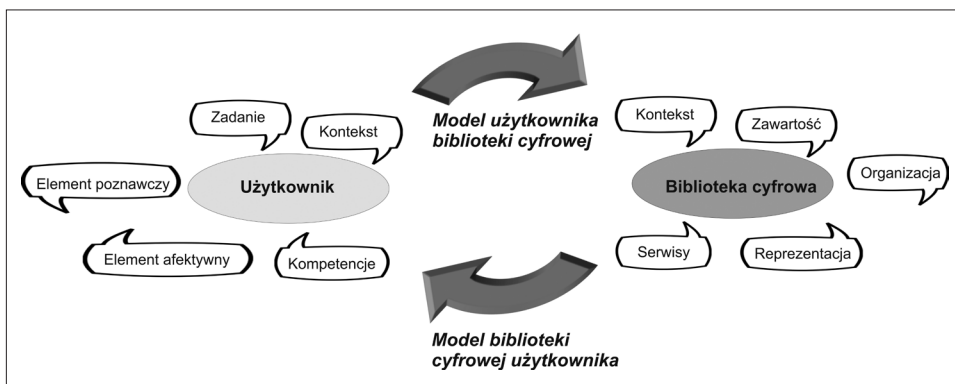 Zadanie
Kontekst
Element poznawczy
Użytkownik
Element afektywny
Kompetencje
Model użytkownika
biblioteki cyfrowej
Kontekst
Zawartość
Biblioteka cyfrowa
Organizacja
Serwisy
Reprezentacja
Model biblioteki
cyfrowej użytkownika